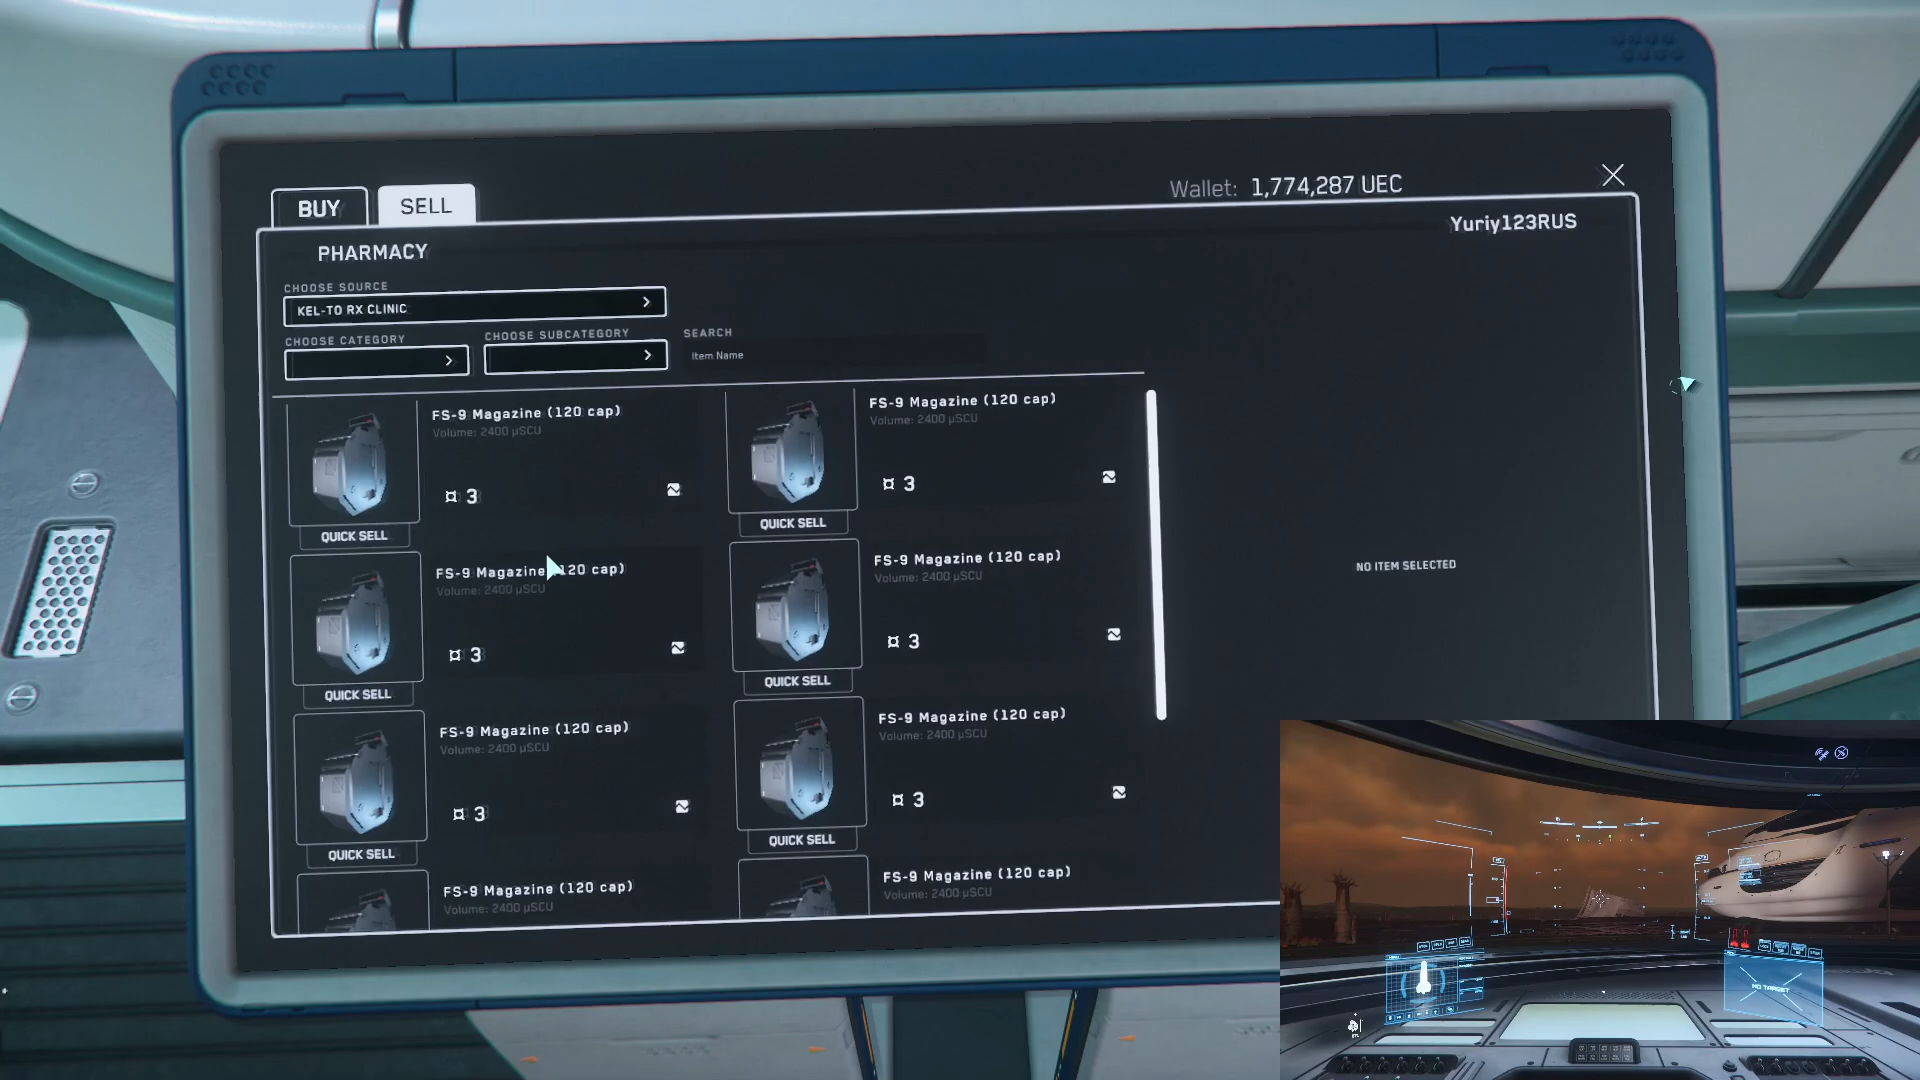 BUY
SELL
Wallet: 1,774,287 UEC
Yuriy123RUS
PHARMACY
CHOOSE SOURCE
KEL-TO RX CLINIC
CHOOSE CATEGORY
CHOOSE SUBCATEGORY
SEARCH
Item Name
FS-9 Magazine (120 cap)
Volume: 2400 µSCU
¤ 3
QUICK SELL
FS-9 Magazine (120 cap)
Volume: 2400 µSCU
¤ 3
QUICK SELL
FS-9 Magazine 120 cap)
Volume: 2400 µSCU
¤ 3
QUICK SELL
FS-9 Magazine (120 cap)
Volume: 2400 µSCU
¤ 3
QUICK SELL
FS-9 Magazine (120 cap)
Volume: 2400 µSCU
¤ 3
QUICK SELL
FS-9 Magazine (120 cap)
Volume: 2400 µSCU
¤ 3
QUICK SELL
FS-9 Magazine (120 cap)
Volume: 2400 µSCU
FS-9 Magazine (120 cap)
Volume: 2400 µSCU
NO ITEM SELECTED
NO TARGET